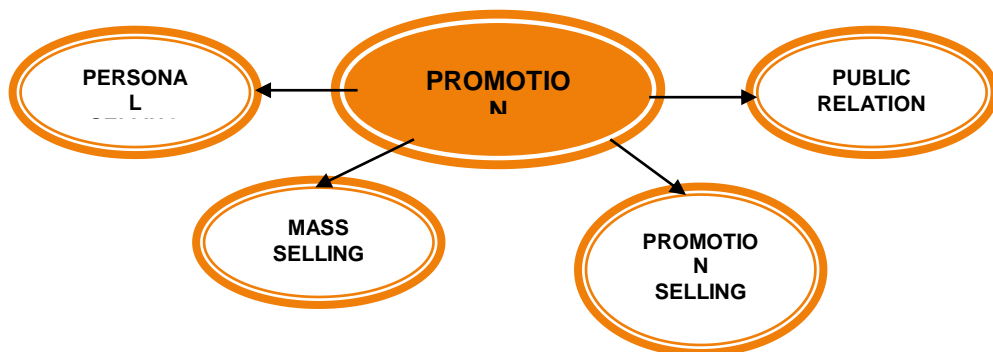 PERSONA
L
PROMOTIO
N
PUBLIC
RELATION
MASS
SELLING
PROMOTIO
N
SELLING